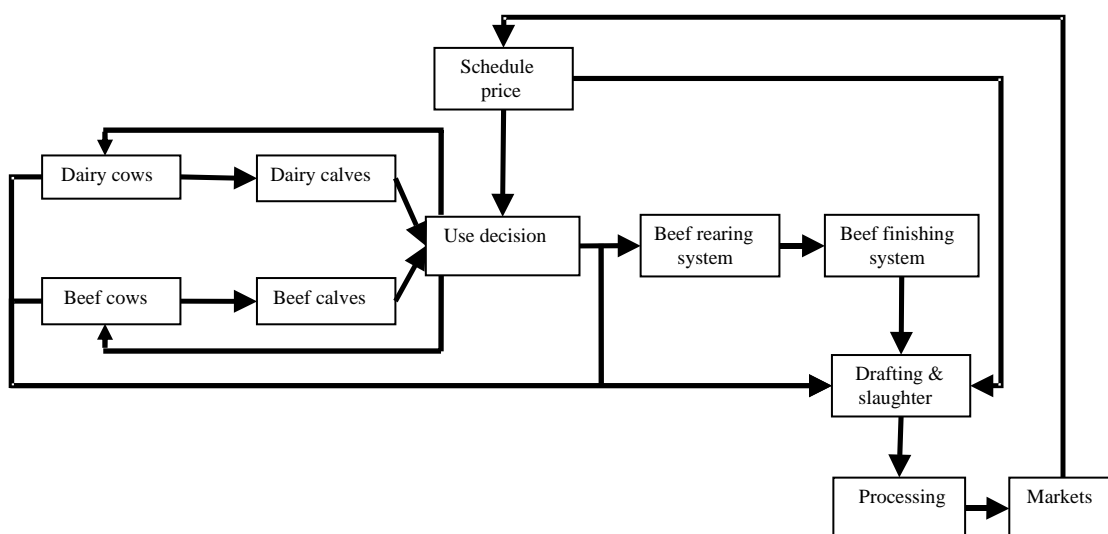 Schedule
price
Dairy cows
Dairy calves
Use decision
Beef rearing
system
Beef finishing
system
Beef cows
Beef calves
Drafting &
slaughter
Processing
Markets